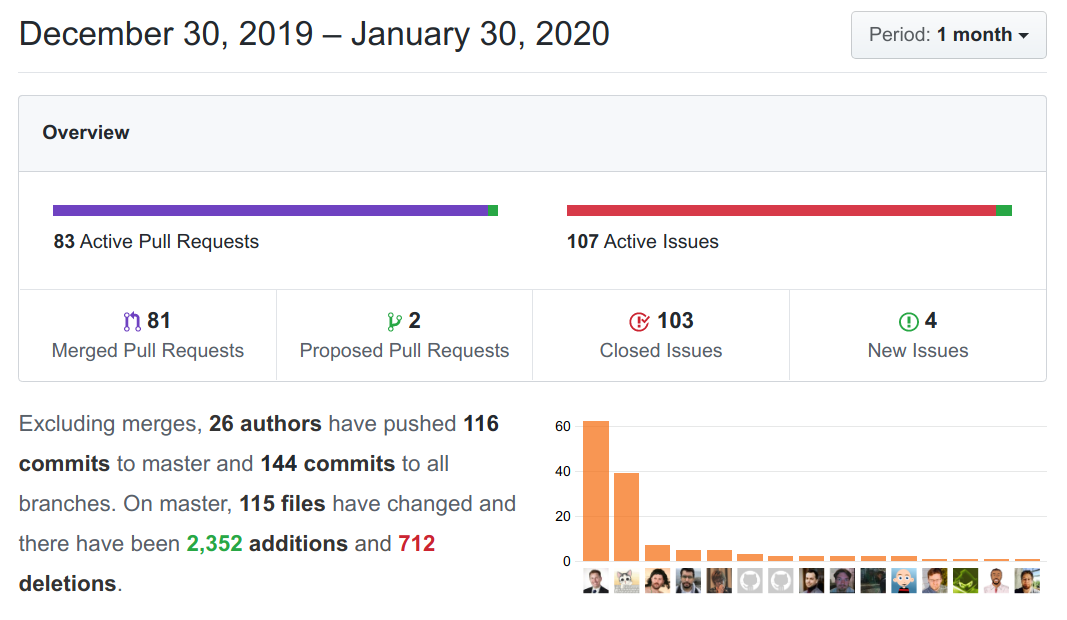 December 30, 2019 – January 30, 2020
Period: 1 month
Overview
83 Active Pull Requests
107 Active Issues
81
Merged Pull Requests
2
Proposed Pull Requests
103
Closed Issues
4
New Issues
Excluding merges, 26 authors have pushed 116
commits to master and 144 commits to all
branches. On master, 115 files have changed and
there have been 2,352 additions and 712
deletions.
60
40
20
0